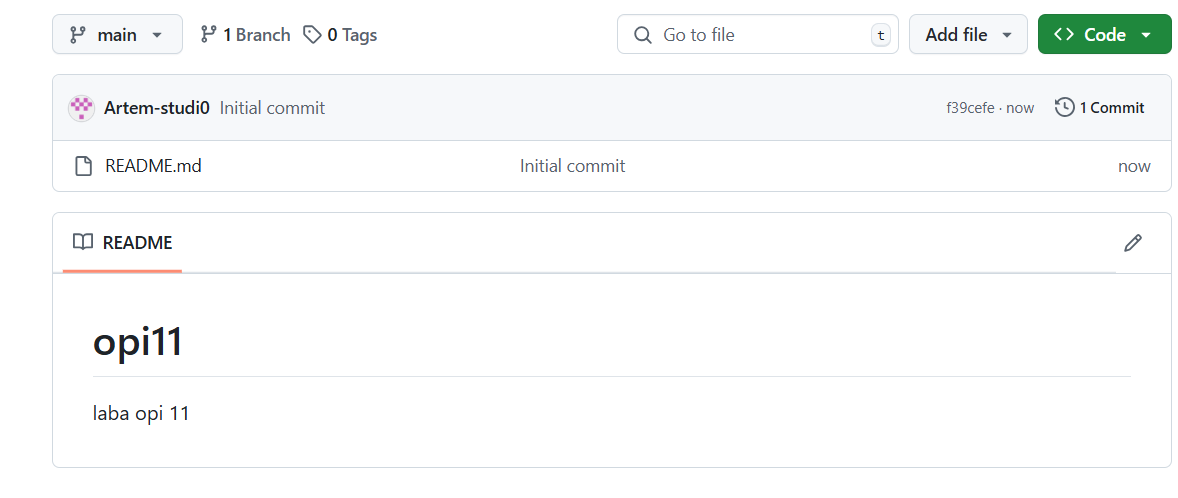 main 1 Branch 0 Tags Go to file t Add file <> Code
Artem-studi0 Initial commit f39cefe · now 1 Commit
README.md Initial commit now
README
opi11
laba opi 11